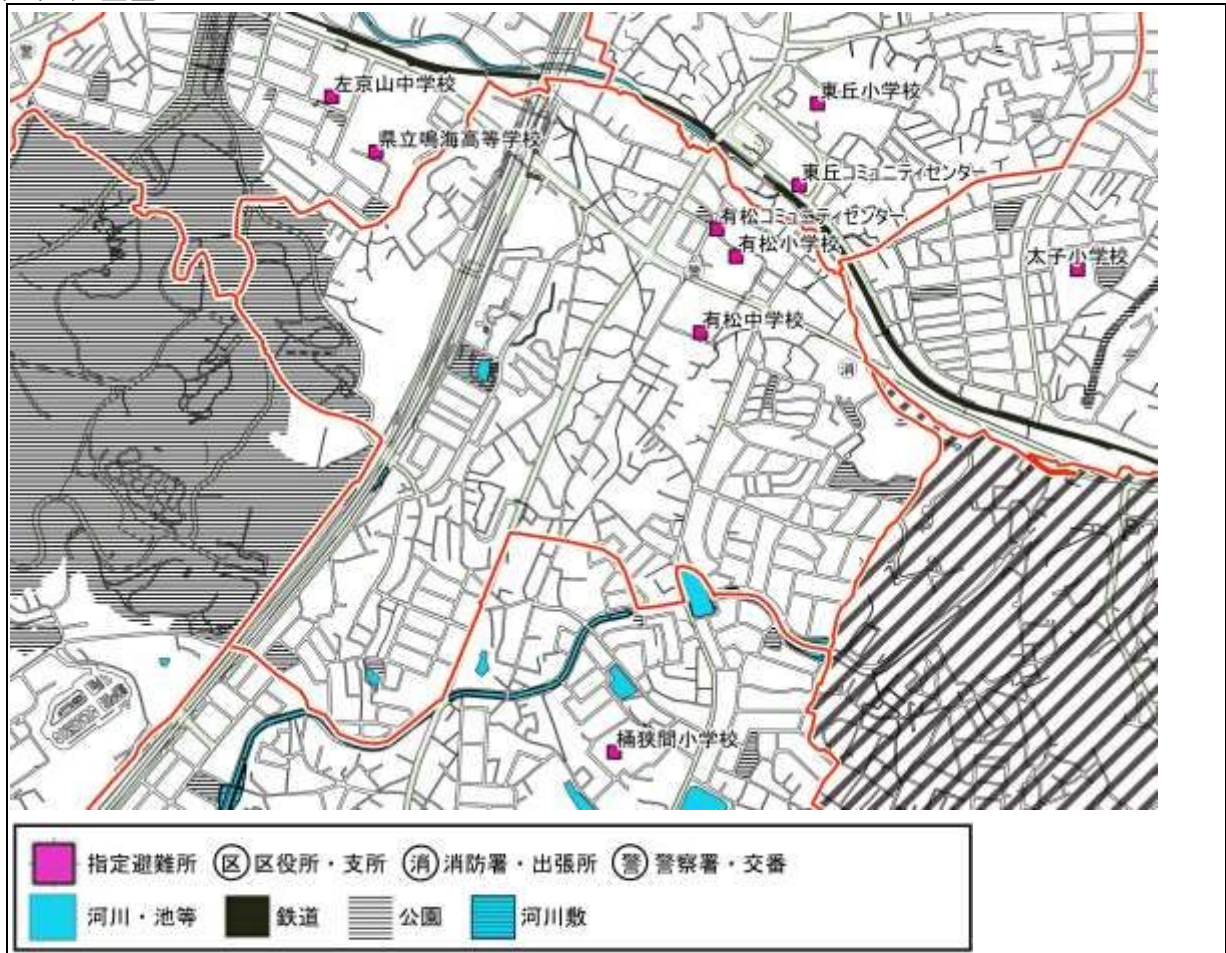 警
左京山中学校
県立鳴海高等学校
東丘小学校
東丘コミュニティセンター
有松コミュニティセンター
有松小学校
警
太子小学校
有松中学校
消
桶狭間小学校
指定避難所 区 区役所・支所 消 消防署・出張所 警 警察署・交番
河川・池等 鉄道 公園 河川敷